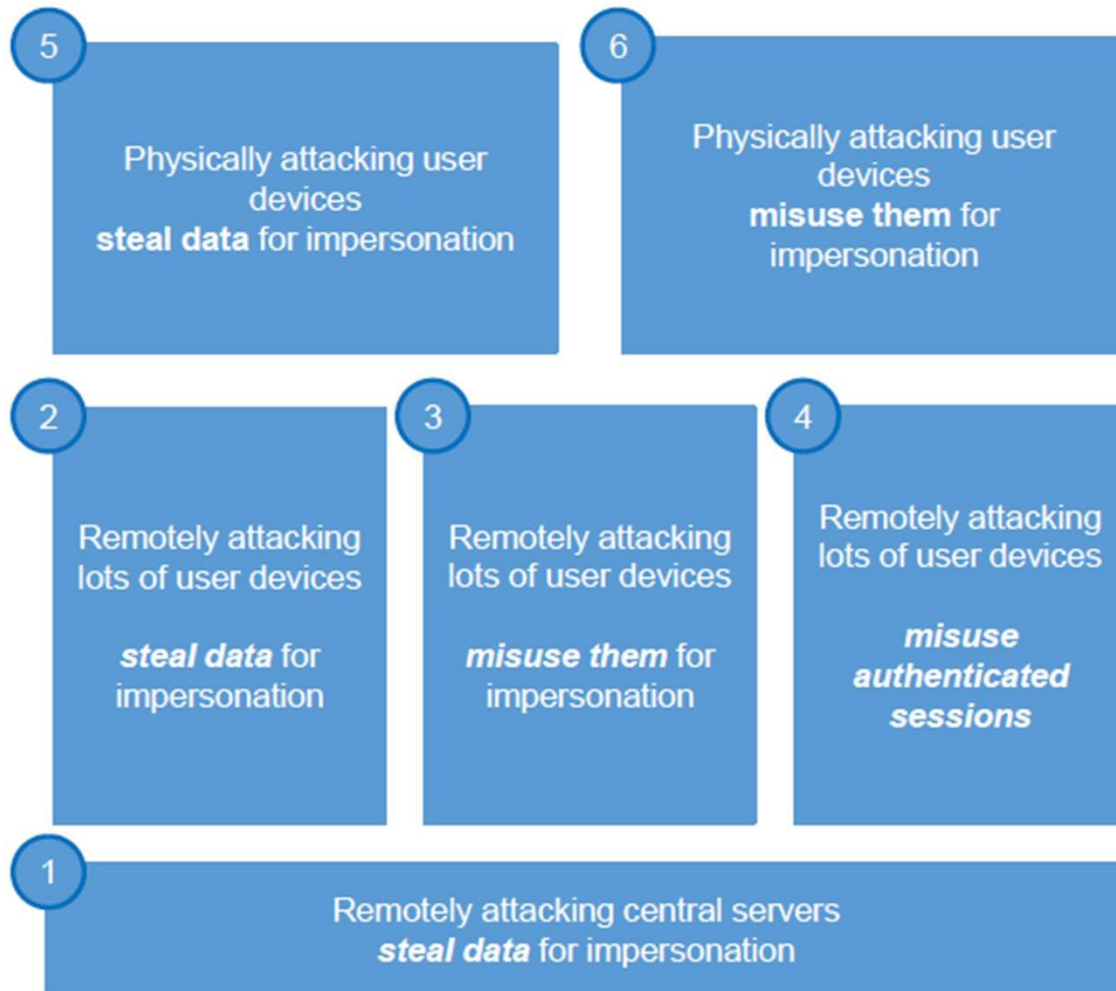 5
Physically attacking user
devices
steal data for impersonation
6
Physically attacking user
devices
misuse them for
impersonation
2
Remotely attacking
lots of user devices
steal data for
impersonation
3
Remotely attacking
lots of user devices
misuse them for
impersonation
4
Remotely attacking
lots of user devices
misuse
authenticated
sessions
1
Remotely attacking central servers
steal data for impersonation